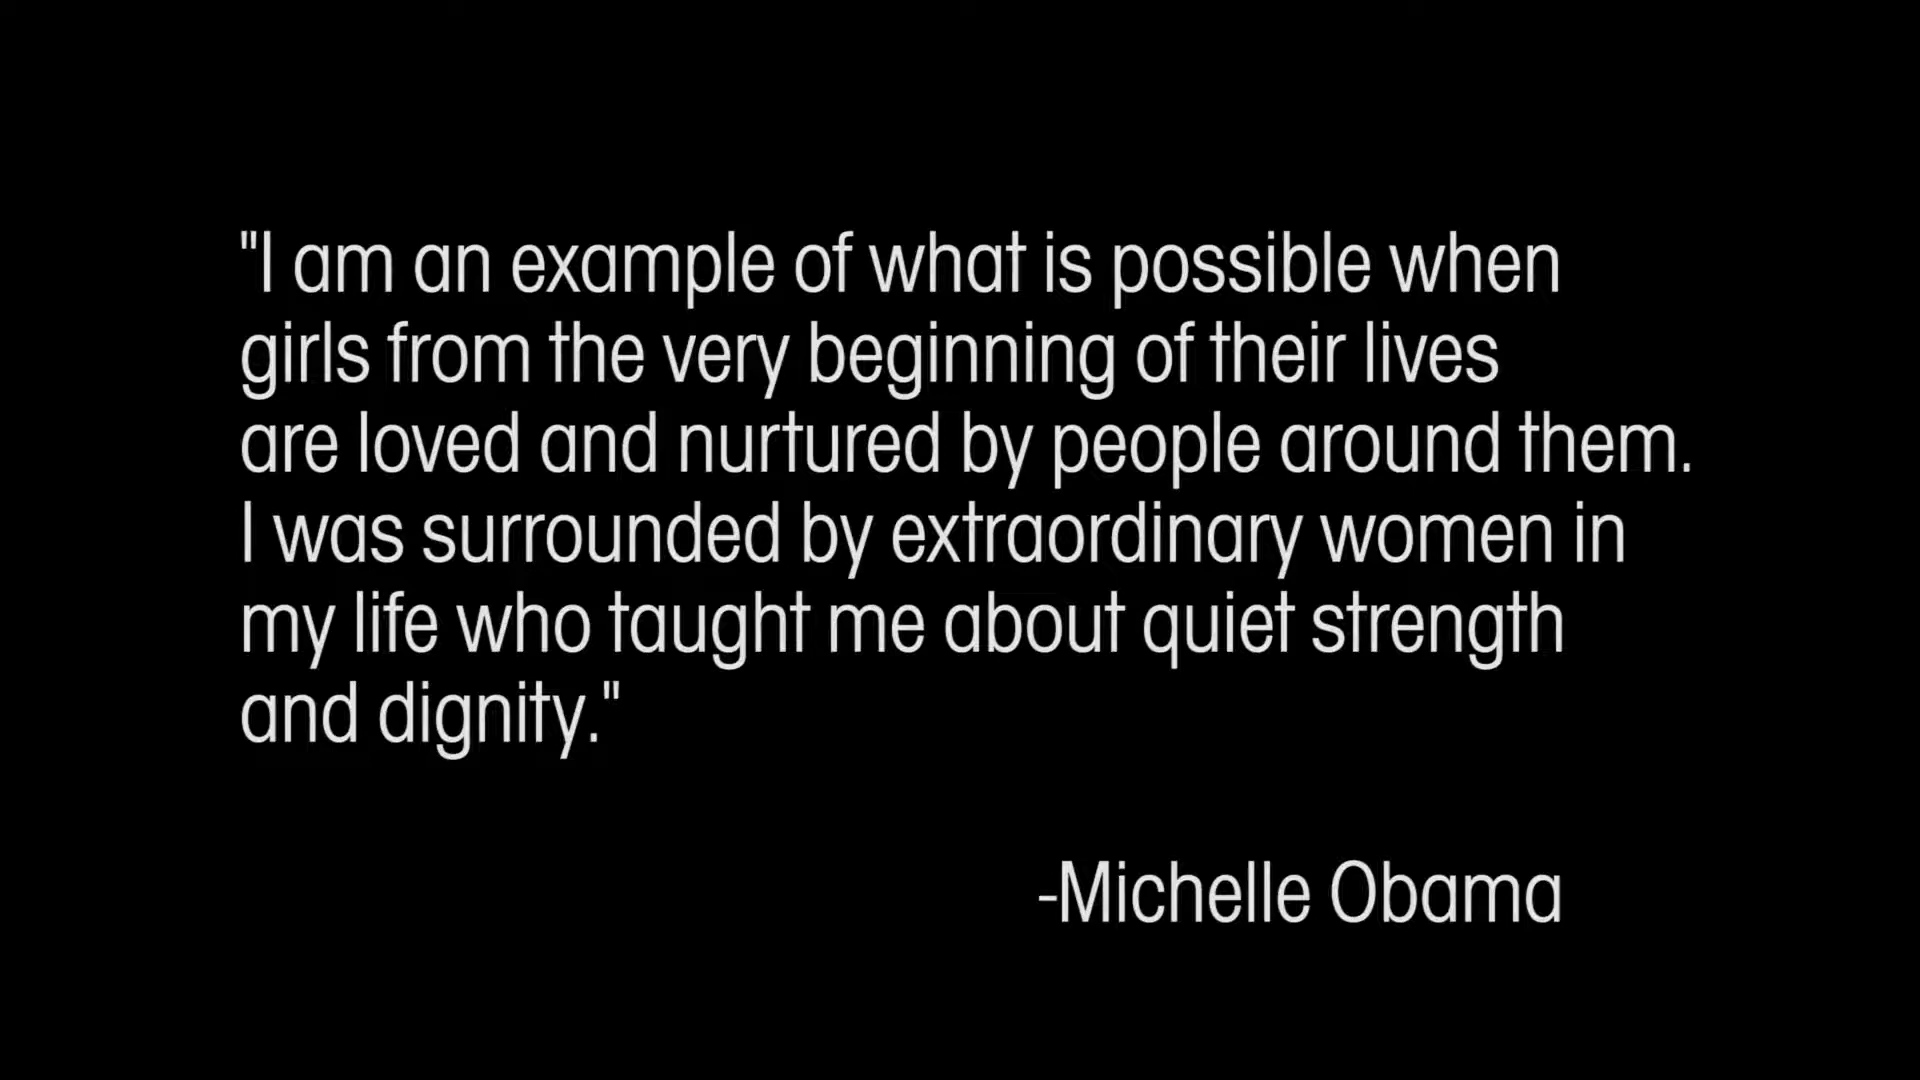 "I am an example of what is possible when
girls from the very beginning of their lives
are loved and nurtured by people around them.
I was surrounded by extraordinary women in
my life who taught me about quiet strength
and dignity."
-Michelle Obama